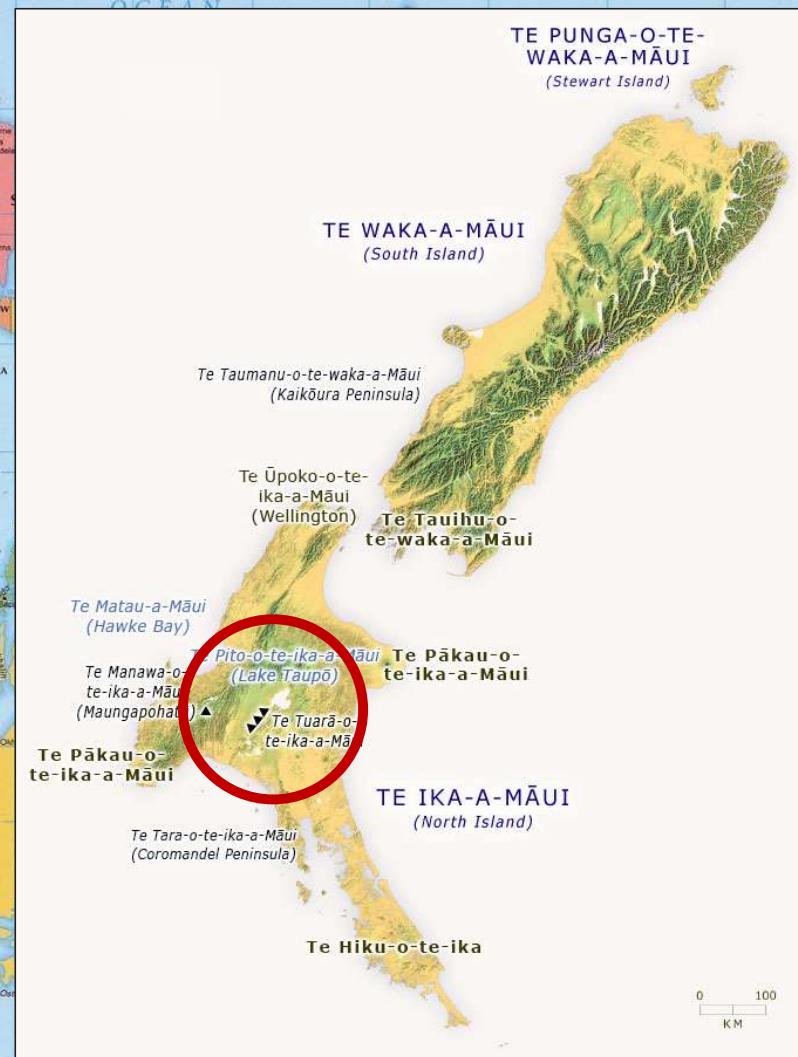 OCEAN
TE PUNGA-O-TE-
WAKA-A-MĀUI
(Stewart Island)
TE WAKA-A-MĀUI
(South Island)
Te Taumanu-o-te-waka-a-Māui
(Kaikōura Peninsula)
Te Ūpoko-o-te-
ika-a-Māui
(Wellington)
Te Tauihu-o-
te-waka-a-Māui
Te Matau-a-Māui
(Hawke Bay)
Te Pito-o-te-ika-a-Māui
(Lake Taupō)
Te Pākau-o-
te-ika-a-Māui
Te Manawa-o-
te-ika-a-Māui
(Maungapohatu)
Te Tuarā-o-
te-ika-a-Māui
Te Pākau-o-
te-ika-a-Māui
TE IKA-A-MĀUI
(North Island)
Te Tara-o-te-ika-a-Māui
(Coromandel Peninsula)
Te Hiku-o-te-ika
0 100
KM